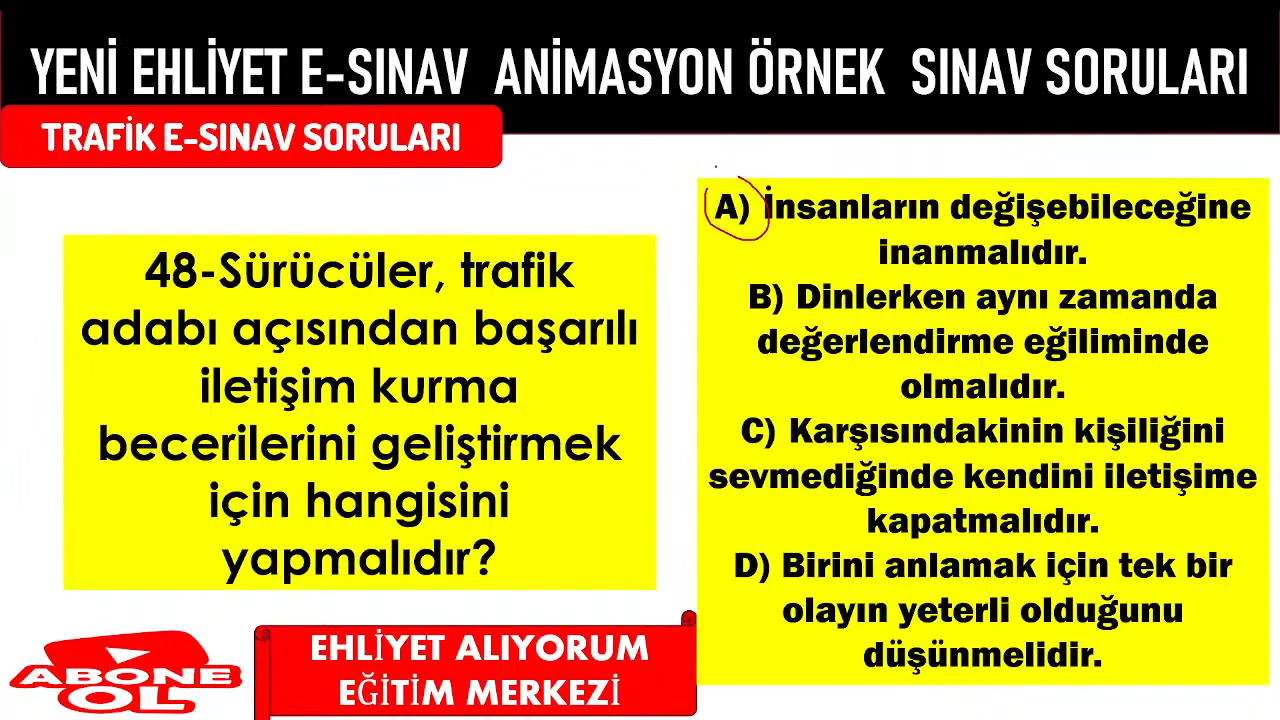 YENİ EHLİYET E-SINAV ANİMASYON ÖRNEK SINAV SORULARI
TRAFİK E-SINAV SORULARI
48-Sürücüler, trafik
adabı açısından başarılı
iletişim kurma
becerilerini geliştirmek
için hangisini
yapmalıdır?
A) İnsanların değişebileceğine
inanmalıdır.
B) Dinlerken aynı zamanda
değerlendirme eğiliminde
olmalıdır.
C) Karşısındakinin kişiliğini
sevmediğinde kendini iletişime
kapatmalıdır.
D) Birini anlamak için tek bir
olayın yeterli olduğunu
düşünmelidir.
ABONE
OL
EHLİYET ALIYORUM
EĞİTİM MERKEZİ